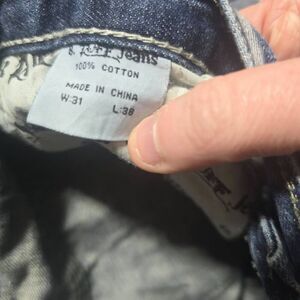 Jeans
100% COTTON
MADE IN CHINA
W:31 L:38